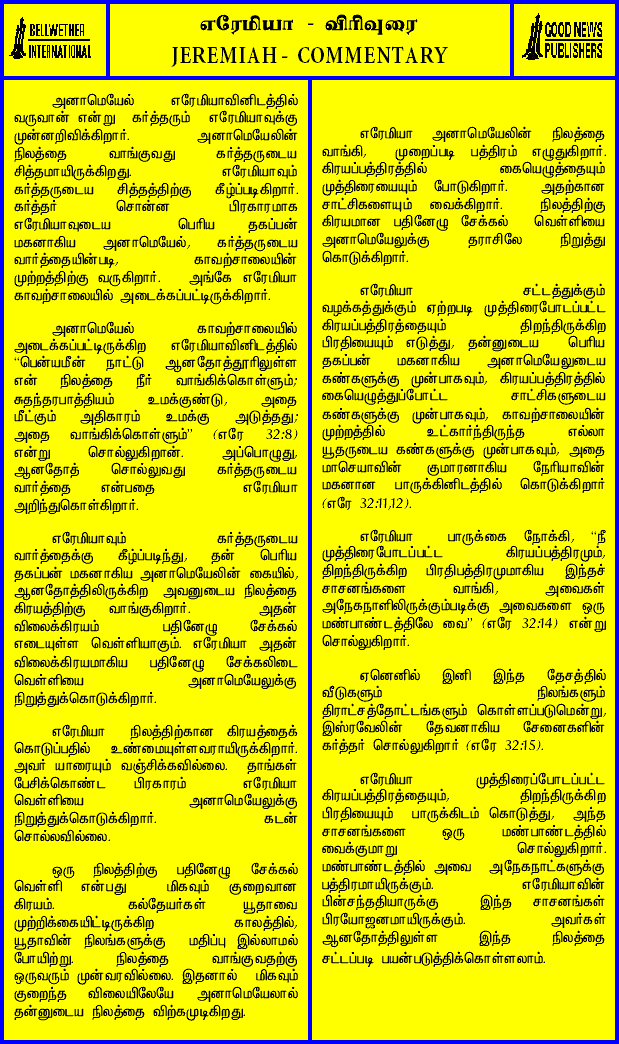 BELLWETHER
INTERNATIONAL
எரேமியா - விரிவுரை
JEREMIAH - COMMENTARY
GOOD NEWS
PUBLISHERS
அனாமெயேல் எரேமியாவினிடத்தில்
வருவான் என்று கர்த்தரும் எரேமியாவுக்கு
முன்னறிவிக்கிறார். அனாமெயேலின்
நிலத்தை வாங்குவது கர்த்தருடைய
சித்தமாயிருக்கிறது. எரேமியாவும்
கர்த்தருடைய சித்தத்திற்கு கீழ்ப்படிகிறார்.
கர்த்தர் சொன்ன பிரகாரமாக
எரேமியாவுடைய பெரிய தகப்பன்
மகனாகிய அனாமெயேல், கர்த்தருடைய
வார்த்தையின்படி, காவற்சாலையின்
முற்றத்திற்கு வருகிறார். அங்கே எரேமியா
காவற்சாலையில் அடைக்கப்பட்டிருக்கிறார்.
அனாமெயேல் காவற்சாலையில்
அடைக்கப்பட்டிருக்கிற எரேமியாவினிடத்தில்
“பென்யமீன் நாட்டு ஆனதோத்தூரிலுள்ள
என் நிலத்தை நீர் வாங்கிக்கொள்ளும்;
சுதந்தரபாத்தியம் உமக்குண்டு, அதை
மீட்கும் அதிகாரம் உமக்கு அடுத்தது;
அதை வாங்கிக்கொள்ளும்” (எரே 32:8)
என்று சொல்லுகிறான். அப்பொழுது,
ஆனதோத் சொல்லுவது கர்த்தருடைய
வார்த்தை என்பதை எரேமியா
அறிந்துகொள்கிறார்.
எரேமியாவும் கர்த்தருடைய
வார்த்தைக்கு கீழ்ப்படிந்து, தன் பெரிய
தகப்பன் மகனாகிய அனாமெயேலின் கையில்,
ஆனதோத்திலிருக்கிற அவனுடைய நிலத்தை
கிரயத்திற்கு வாங்குகிறார். அதன்
விலைக்கிரயம் பதினேழு சேக்கல்
எடையுள்ள வெள்ளியாகும். எரேமியா அதன்
விலைக்கிரயமாகிய பதினேழு சேக்கலிடை
வெள்ளியை அனாமெயேலுக்கு
நிறுத்துக்கொடுக்கிறார்.
எரேமியா நிலத்திற்கான கிரயத்தைக்
கொடுப்பதில் உண்மையுள்ளவராயிருக்கிறார்.
அவர் யாரையும் வஞ்சிக்கவில்லை. தாங்கள்
பேசிக்கொண்ட பிரகாரம் எரேமியா
வெள்ளியை அனாமெயேலுக்கு
நிறுத்துக்கொடுக்கிறார். கடன்
சொல்லவில்லை.
ஒரு நிலத்திற்கு பதினேழு சேக்கல்
வெள்ளி என்பது மிகவும் குறைவான
கிரயம். கல்தேயர்கள் யூதாவை
முற்றிக்கையிட்டிருக்கிற காலத்தில்,
யூதாவின் நிலங்களுக்கு மதிப்பு இல்லாமல்
போயிற்று. நிலத்தை வாங்குவதற்கு
ஒருவரும் முன்வரவில்லை. இதனால் மிகவும்
குறைந்த விலையிலேயே அனாமெயேலால்
தன்னுடைய நிலத்தை விற்கமுடிகிறது.
எரேமியா அனாமெயேலின் நிலத்தை
வாங்கி, முறைப்படி பத்திரம் எழுதுகிறார்.
கிரயப்பத்திரத்தில் கையெழுத்தையும்
முத்திரையையும் போடுகிறார். அதற்கான
சாட்சிகளையும் வைக்கிறார். நிலத்திற்கு
கிரயமான பதினேழு சேக்கல் வெள்ளியை
அனாமெயேலுக்கு தராசிலே நிறுத்து
கொடுக்கிறார்.
எரேமியா சட்டத்துக்கும்
வழக்கத்துக்கும் ஏற்றபடி முத்திரைபோடப்பட்ட
கிரயப்பத்திரத்தையும் திறந்திருக்கிற
பிரதியையும் எடுத்து, தன்னுடைய பெரிய
தகப்பன் மகனாகிய அனாமெயேலுடைய
கண்களுக்கு முன்பாகவும், கிரயப்பத்திரத்தில்
கையெழுத்துப்போட்ட சாட்சிகளுடைய
கண்களுக்கு முன்பாகவும், காவற்சாலையின்
முற்றத்தில் உட்கார்ந்திருந்த எல்லா
யூதருடைய கண்களுக்கு முன்பாகவும், அதை
மாசெயாவின் குமாரனாகிய நேரியாவின்
மகனான பாருக்கினிடத்தில் கொடுக்கிறார்
(எரே 32:11,12).
எரேமியா பாருக்கை நோக்கி, “நீ
முத்திரைபோடப்பட்ட கிரயப்பத்திரமும்,
திறந்திருக்கிற பிரதிபத்திரமுமாகிய இந்தச்
சாசனங்களை வாங்கி, அவைகள்
அநேகநாளிலிருக்கும்படிக்கு அவைகளை ஒரு
மண்பாண்டத்திலே வை” (எரே 32:14) என்று
சொல்லுகிறார்.
ஏனெனில் இனி இந்த தேசத்தில்
வீடுகளும் நிலங்களும்
திராட்சத்தோட்டங்களும் கொள்ளப்படுமென்று,
இஸ்ரவேலின் தேவனாகிய சேனைகளின்
கர்த்தர் சொல்லுகிறார் (எரே 32:15).
எரேமியா முத்திரைப்போடப்பட்ட
கிரயப்பத்திரத்தையும், திறந்திருக்கிற
பிரதியையும் பாருக்கிடம் கொடுத்து, அந்த
சாசனங்களை ஒரு மண்பாண்டத்தில்
வைக்குமாறு சொல்லுகிறார்.
மண்பாண்டத்தில் அவை அநேகநாட்களுக்கு
பத்திரமாயிருக்கும். எரேமியாவின்
பின்சந்ததியாருக்கு இந்த சாசனங்கள்
பிரயோஜனமாயிருக்கும். அவர்கள்
ஆனதோத்திலுள்ள இந்த நிலத்தை
சட்டப்படி பயன்படுத்திக்கொள்ளலாம்.